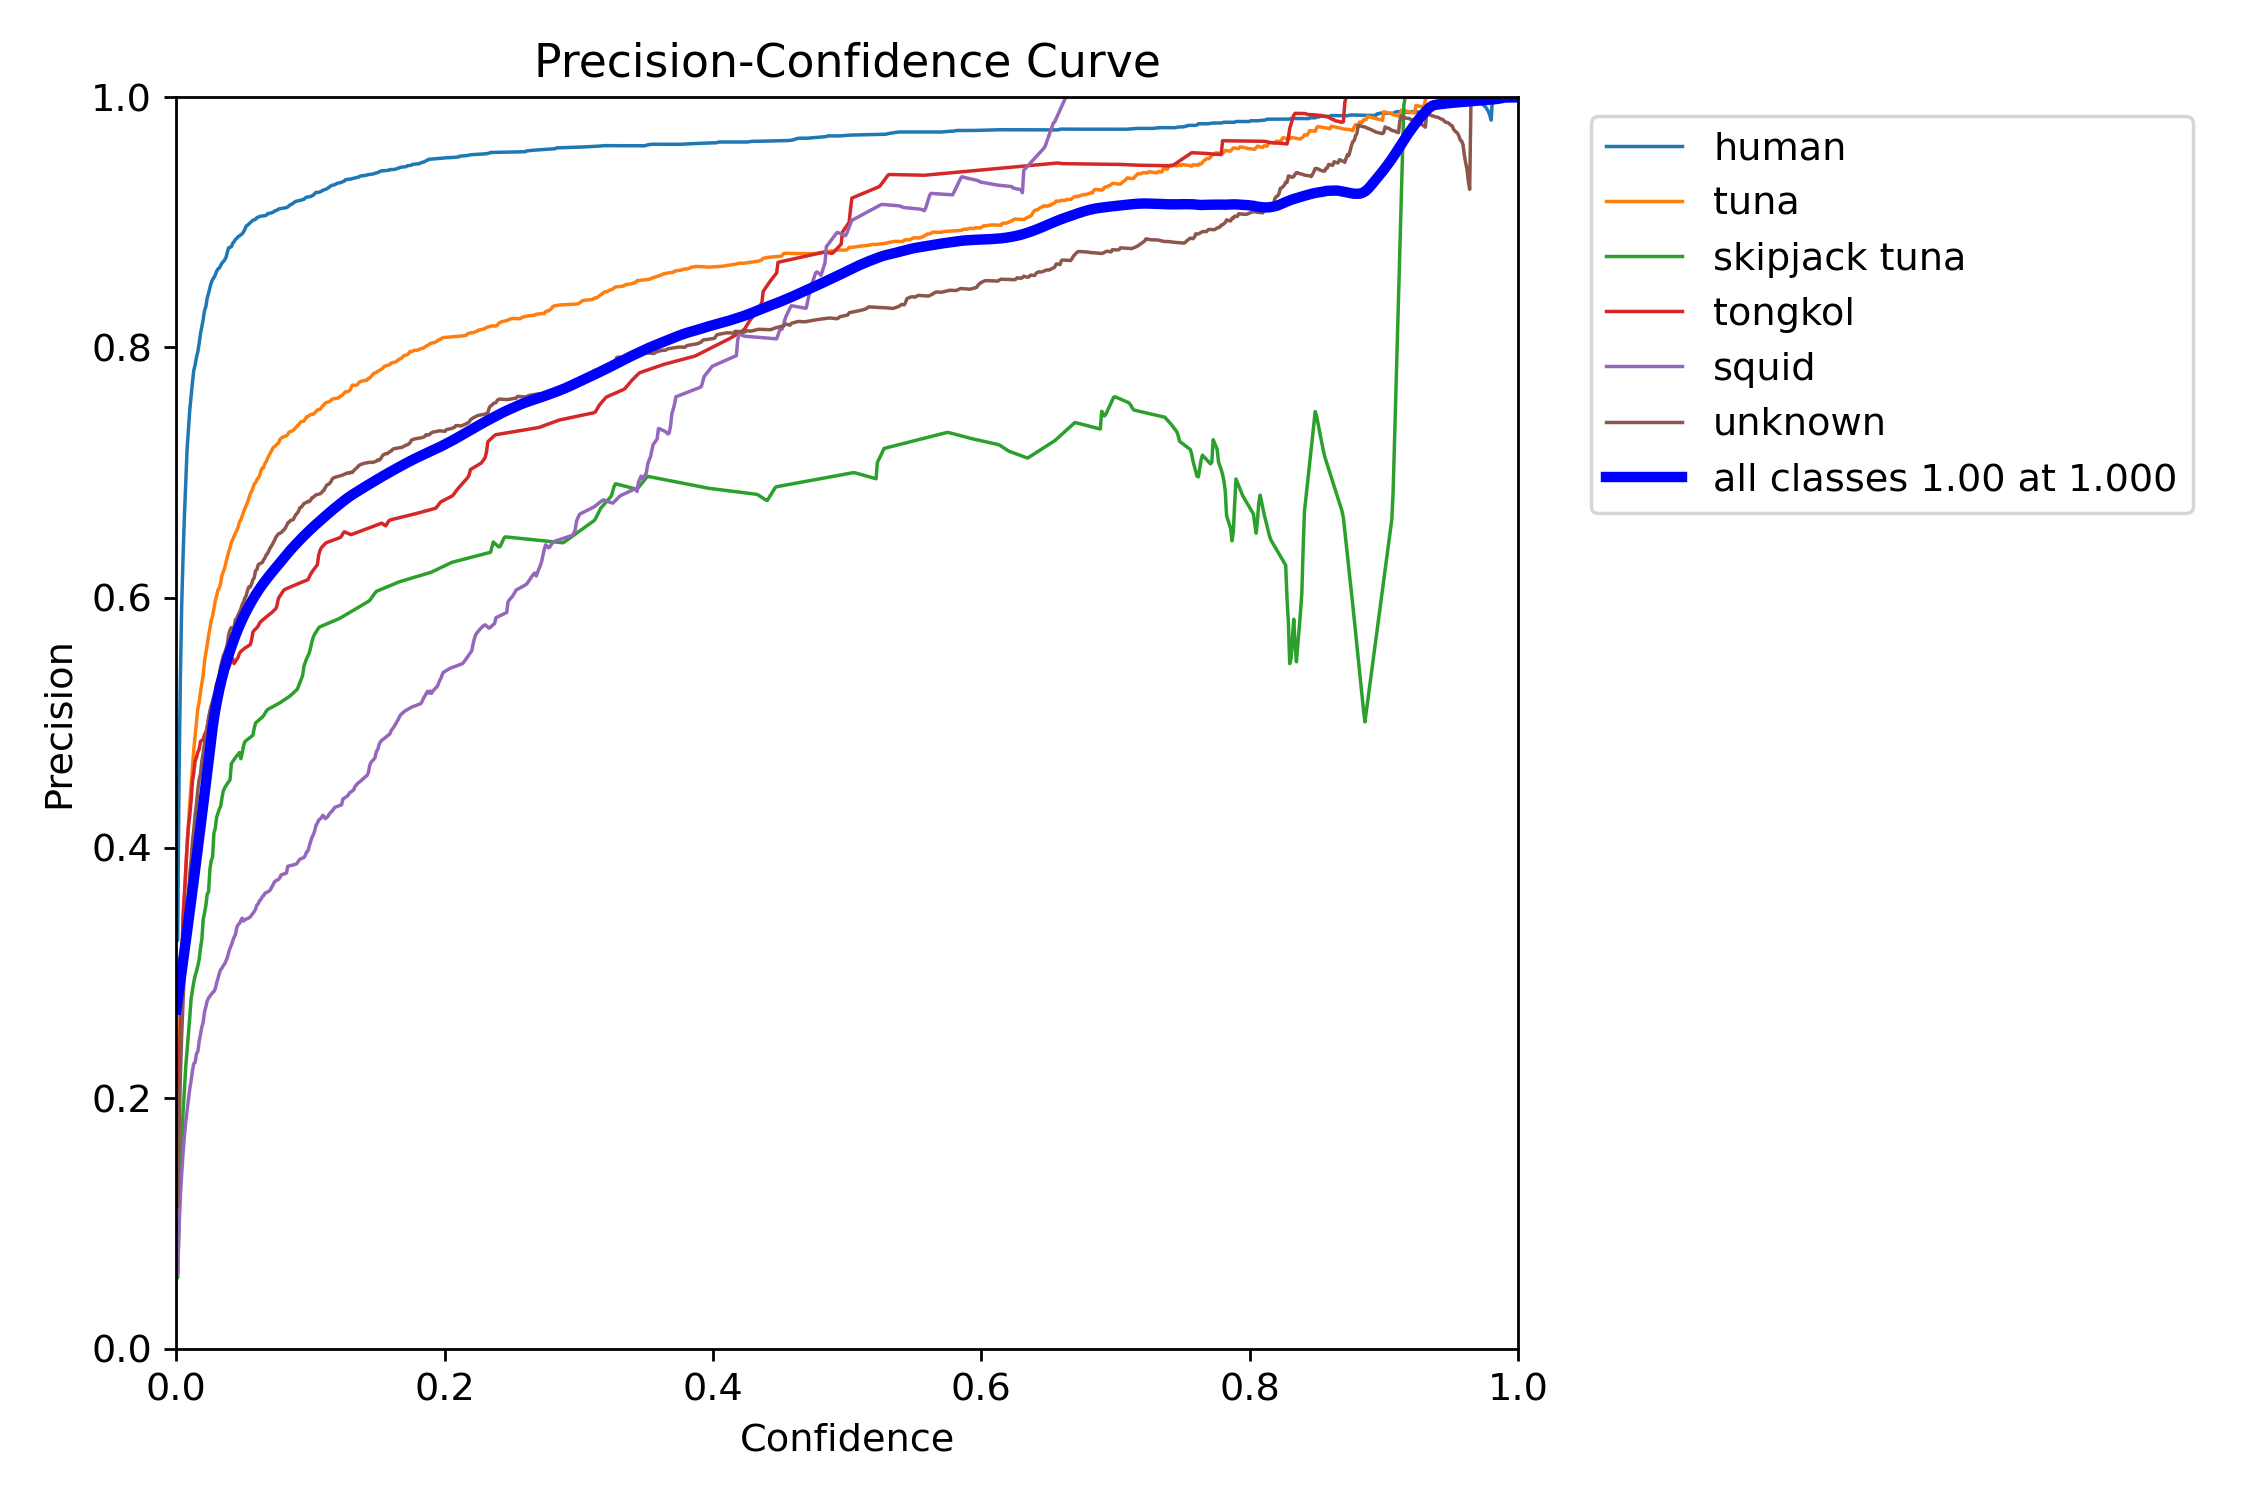 Precision-Confidence Curve
1.0
0.8
0.6
0.4
0.2
0.0
Precision
0.0 0.2 0.4 0.6 0.8 1.0
Confidence
human
tuna
skipjack tuna
tongkol
squid
unknown
all classes 1.00 at 1.000